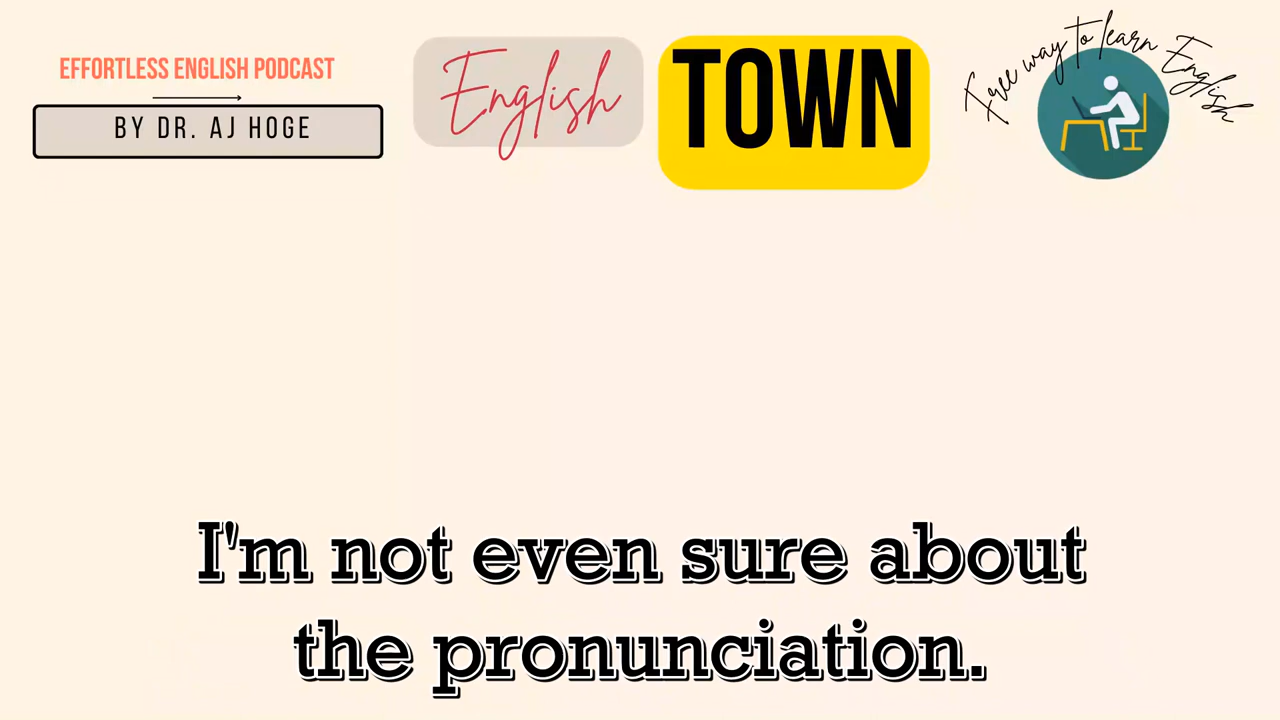 EFFORTLESS ENGLISH PODCAST
BY DR. AJ HOGE
English
TOWN
Free way to learn English
I'm not even sure about
the pronunciation.